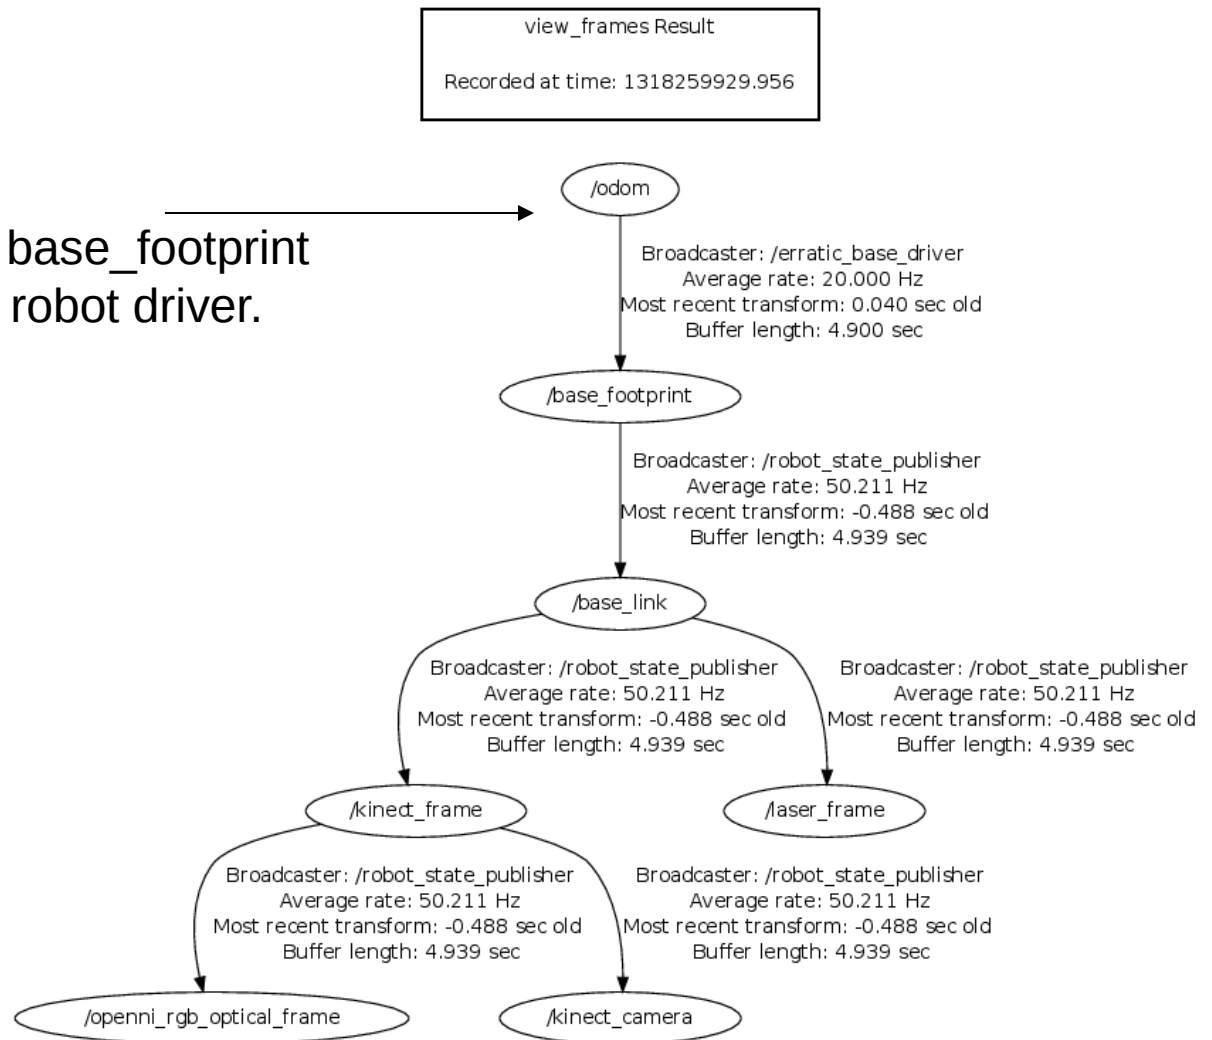 view_frames Result
Recorded at time: 1318259929.956
/odom
base_footprint
robot driver.
Broadcaster: /erratic_base_driver
Average rate: 20.000 Hz
Most recent transform: 0.040 sec old
Buffer length: 4.900 sec
/base_footprint
Broadcaster: /robot_state_publisher
Average rate: 50.211 Hz
Most recent transform: -0.488 sec old
Buffer length: 4.939 sec
/base_link
Broadcaster: /robot_state_publisher
Average rate: 50.211 Hz
Most recent transform: -0.488 sec old
Buffer length: 4.939 sec
Broadcaster: /robot_state_publisher
Average rate: 50.211 Hz
Most recent transform: -0.488 sec old
Buffer length: 4.939 sec
/kinect_frame
/laser_frame
Broadcaster: /robot_state_publisher
Average rate: 50.211 Hz
Most recent transform: -0.488 sec old
Buffer length: 4.939 sec
Broadcaster: /robot_state_publisher
Average rate: 50.211 Hz
Most recent transform: -0.488 sec old
Buffer length: 4.939 sec
/openni_rgb_optical_frame
/kinect_camera